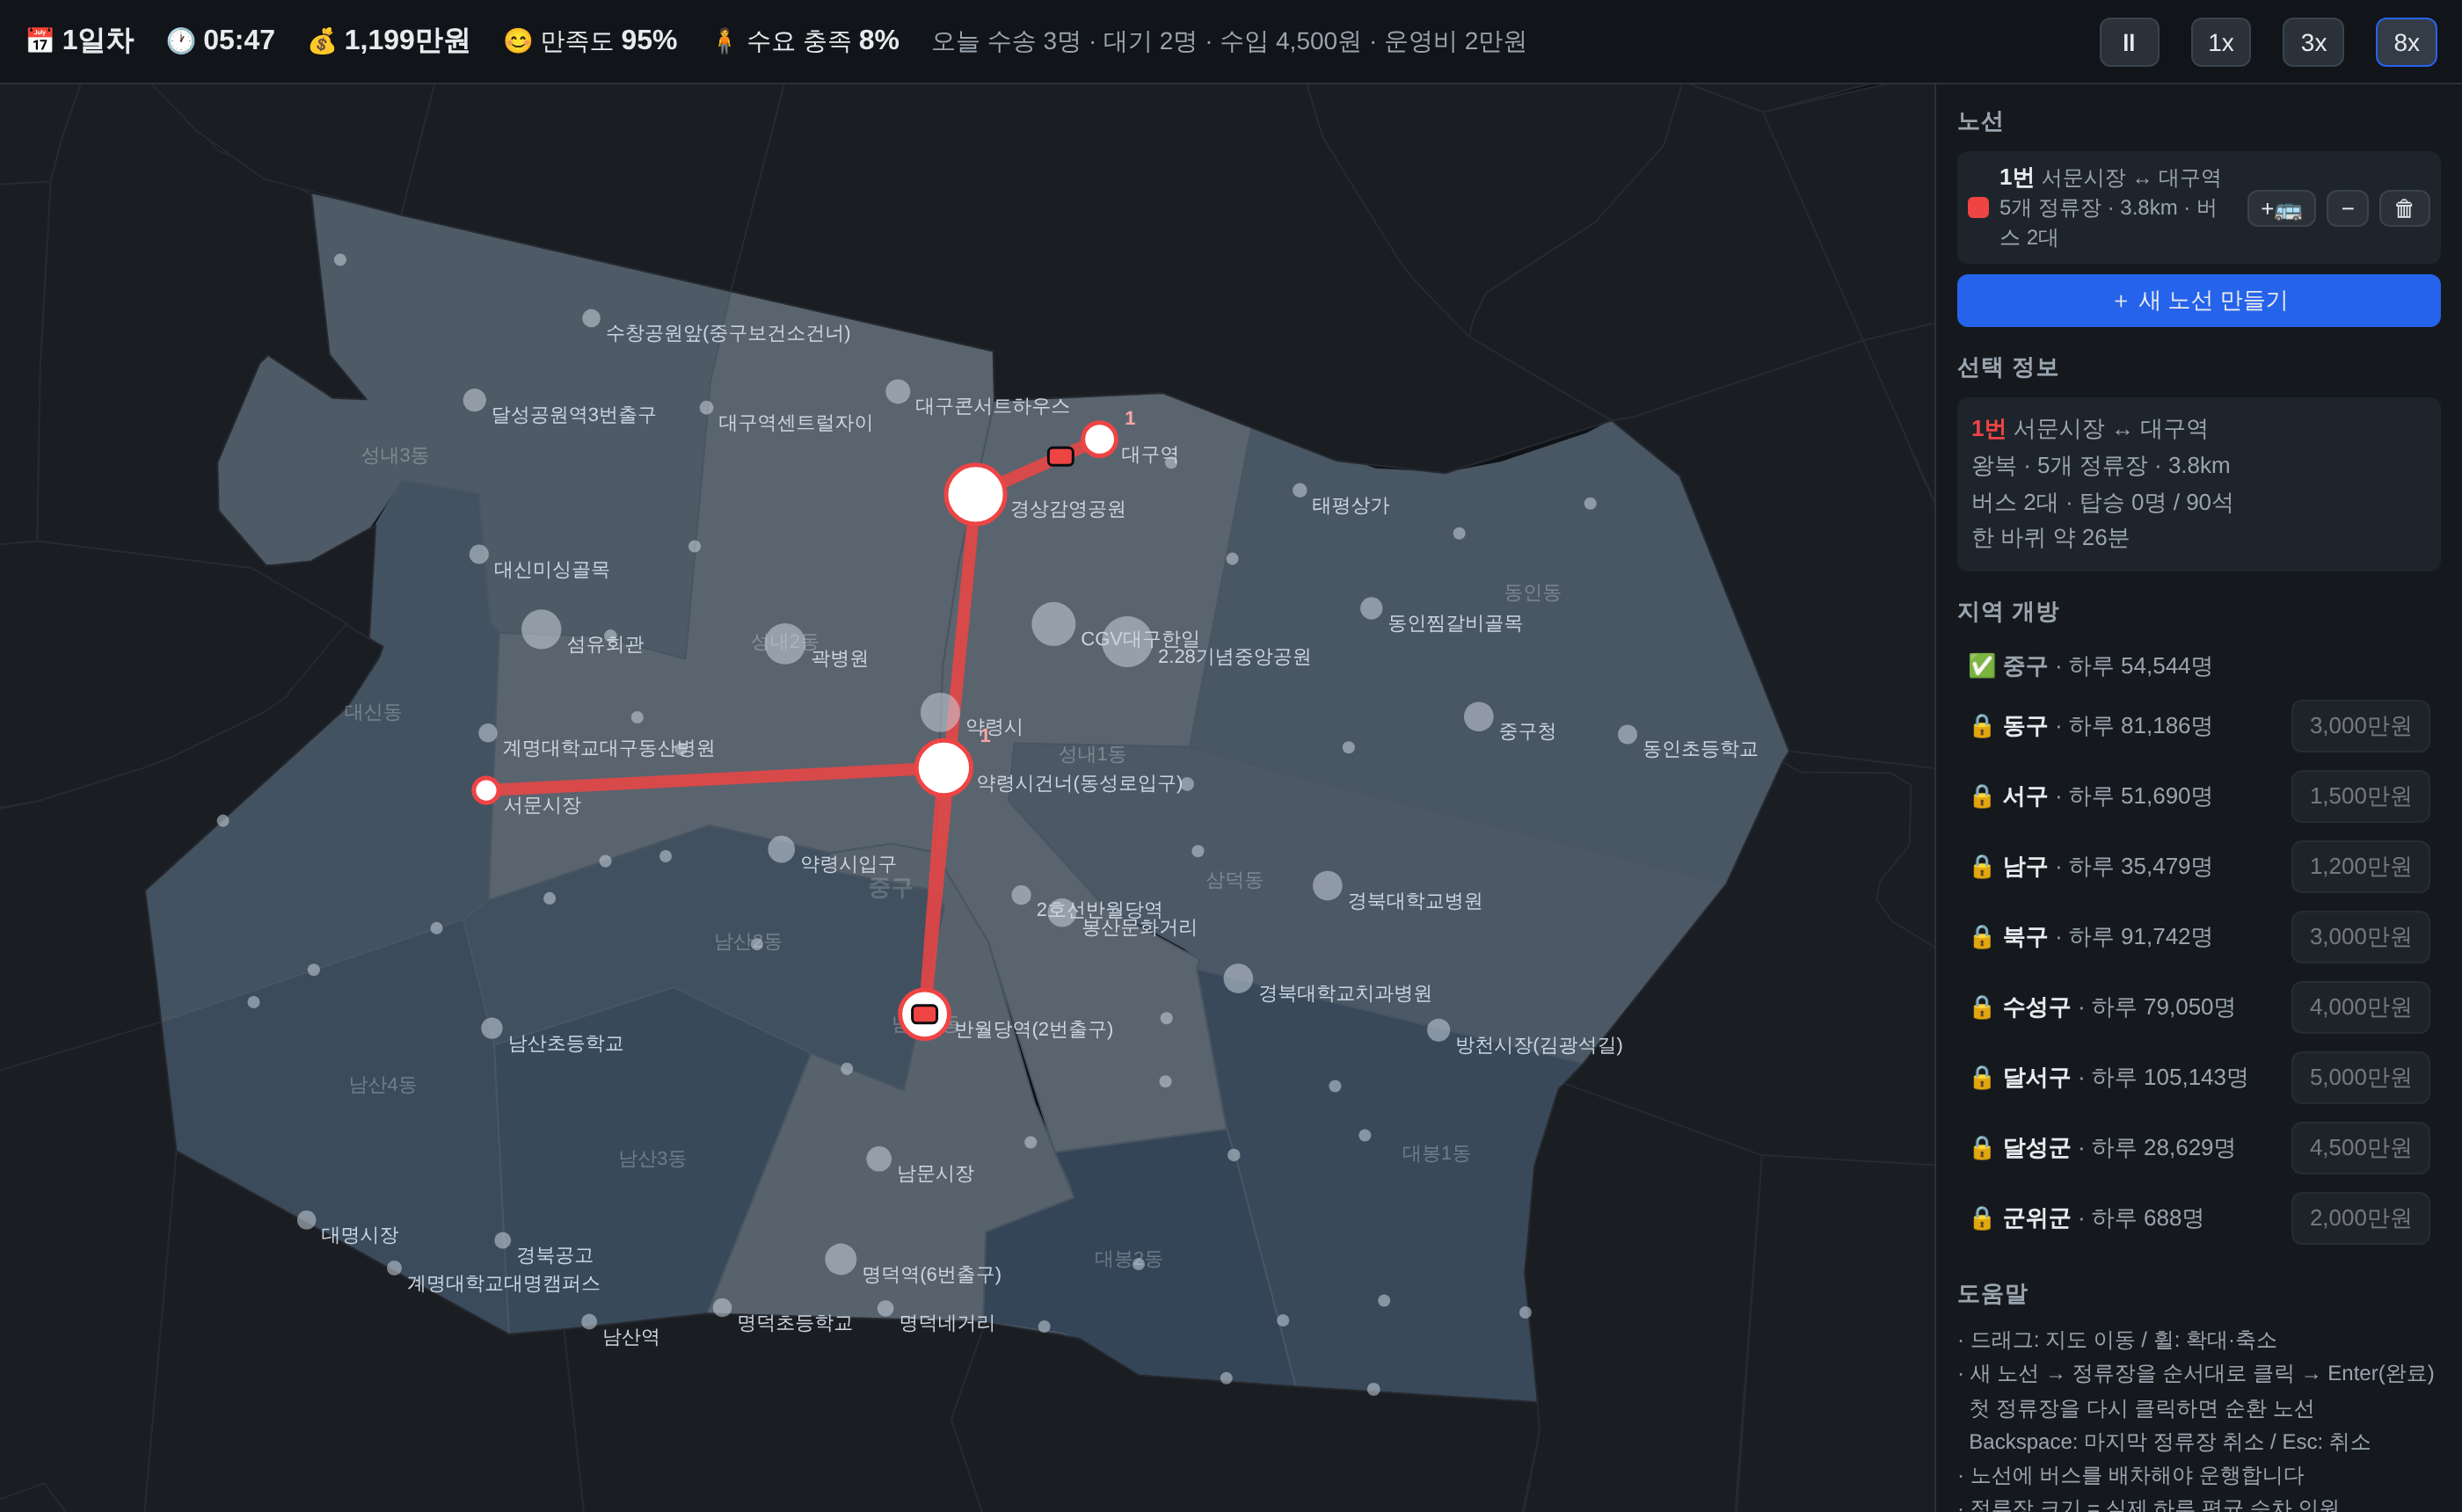 📅 1일차 🕐 05:47 💰 1,199만원 😊 만족도 95% 🧍 수요 충족 8% 오늘 수송 3명 · 대기 2명 · 수입 4,500원 · 운영비 2만원
⏸ 1x 3x 8x
수창공원앞(중구보건소건너)
달성공원역3번출구
대구역센트럴자이
대구콘서트하우스
1
대구역
성내3동
경상감영공원
태평상가
대신미싱골목
동인동
섬유회관
성내2동
곽병원
CGV대구한일
2.28기념중앙공원
동인찜갈비골목
대신동
약령시
1
중구청
동인초등학교
계명대학교대구동산병원
성내1동
약령시건너(동성로입구)
서문시장
약령시입구
중구
삼덕동
2호선반월당역
봉산문화거리
경북대학교병원
남산2동
경북대학교치과병원
반월당역(2번출구)
방천시장(김광석길)
남산초등학교
남산4동
남산3동
남문시장
대봉1동
대명시장
경북공고
계명대학교대명캠퍼스
명덕역(6번출구)
대봉2동
남산역
명덕초등학교
명덕네거리
노선
1번 서문시장 ↔ 대구역
5개 정류장 · 3.8km · 버
스 2대
+🚌 − 🗑
+ 새 노선 만들기
선택 정보
1번 서문시장 ↔ 대구역
왕복 · 5개 정류장 · 3.8km
버스 2대 · 탑승 0명 / 90석
한 바퀴 약 26분
지역 개방
✅ 중구 · 하루 54,544명
🔒 동구 · 하루 81,186명 3,000만원
🔒 서구 · 하루 51,690명 1,500만원
🔒 남구 · 하루 35,479명 1,200만원
🔒 북구 · 하루 91,742명 3,000만원
🔒 수성구 · 하루 79,050명 4,000만원
🔒 달서구 · 하루 105,143명 5,000만원
🔒 달성군 · 하루 28,629명 4,500만원
🔒 군위군 · 하루 688명 2,000만원
도움말
· 드래그: 지도 이동 / 휠: 확대·축소
· 새 노선 → 정류장을 순서대로 클릭 → Enter(완료)
첫 정류장을 다시 클릭하면 순환 노선
Backspace: 마지막 정류장 취소 / Esc: 취소
· 노선에 버스를 배차해야 운행합니다
· 정류장 크기 = 실제 하루 평균 승차 인원